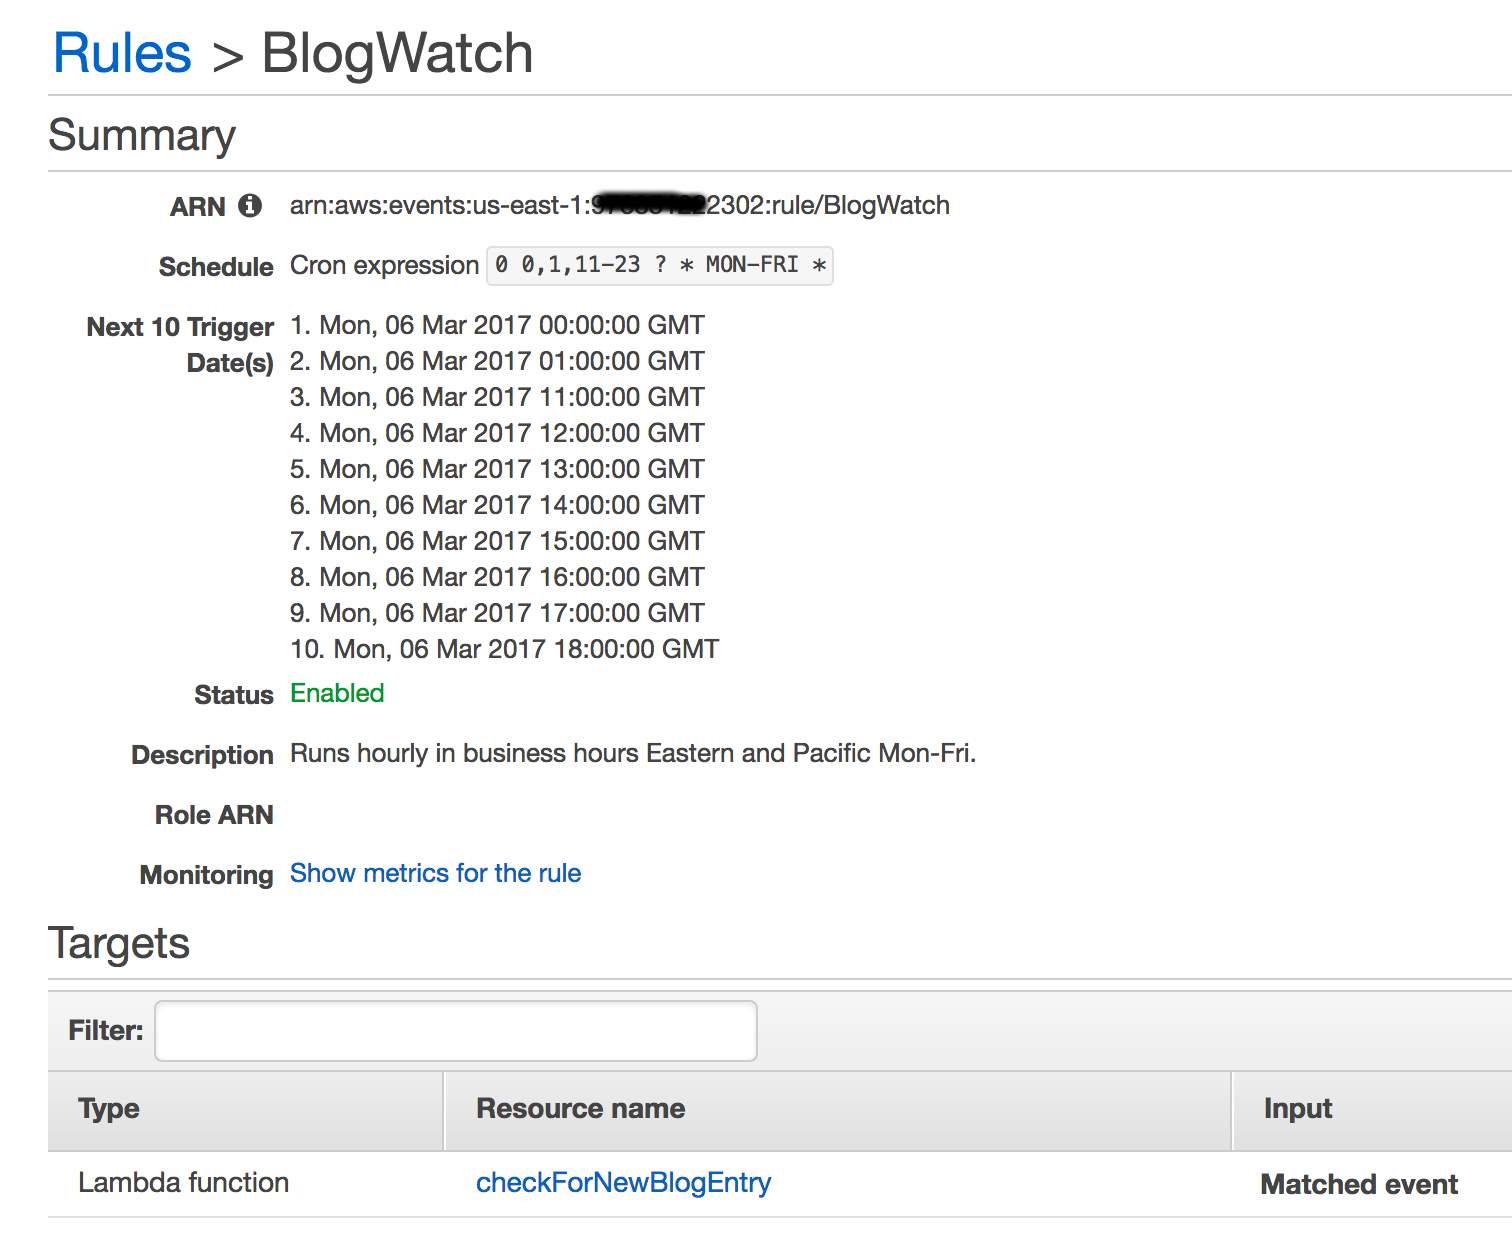 Rules > BlogWatch
Summary
ARN arn:aws:events:us-east-1:2302:rule/BlogWatch
Schedule Cron expression 0 0,1,11-23 ? * MON-FRI *
Next 10 Trigger Date(s)
1. Mon, 06 Mar 2017 00:00:00 GMT
2. Mon, 06 Mar 2017 01:00:00 GMT
3. Mon, 06 Mar 2017 11:00:00 GMT
4. Mon, 06 Mar 2017 12:00:00 GMT
5. Mon, 06 Mar 2017 13:00:00 GMT
6. Mon, 06 Mar 2017 14:00:00 GMT
7. Mon, 06 Mar 2017 15:00:00 GMT
8. Mon, 06 Mar 2017 16:00:00 GMT
9. Mon, 06 Mar 2017 17:00:00 GMT
10. Mon, 06 Mar 2017 18:00:00 GMT
Status Enabled
Description Runs hourly in business hours Eastern and Pacific Mon-Fri.
Role ARN
Monitoring Show metrics for the rule
Targets
Filter:
Type Resource name Input
Lambda function checkForNewBlogEntry Matched event